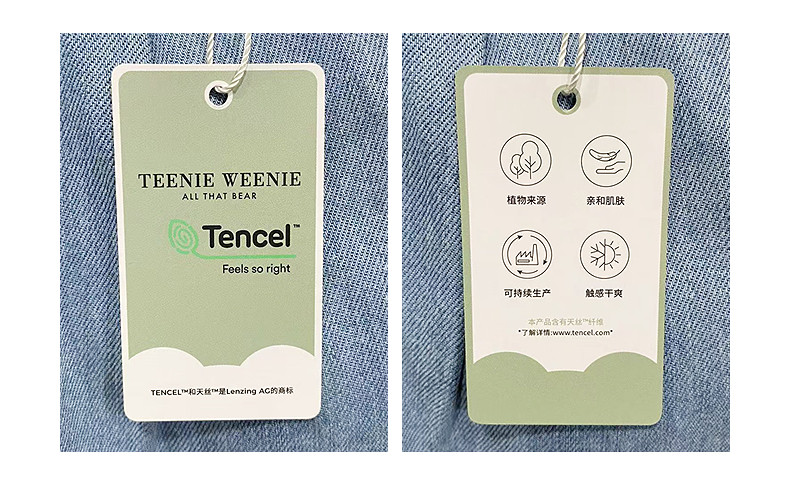 TEENIE WEENIE
ALL THAT BEAR
Tencel™
Feels so right
TENCEL™和天丝™是Lenzing AG的商标
植物来源
亲和肌肤
可持续生产
触感干爽
本产品含有天丝™纤维
*了解详情:www.tencel.com*